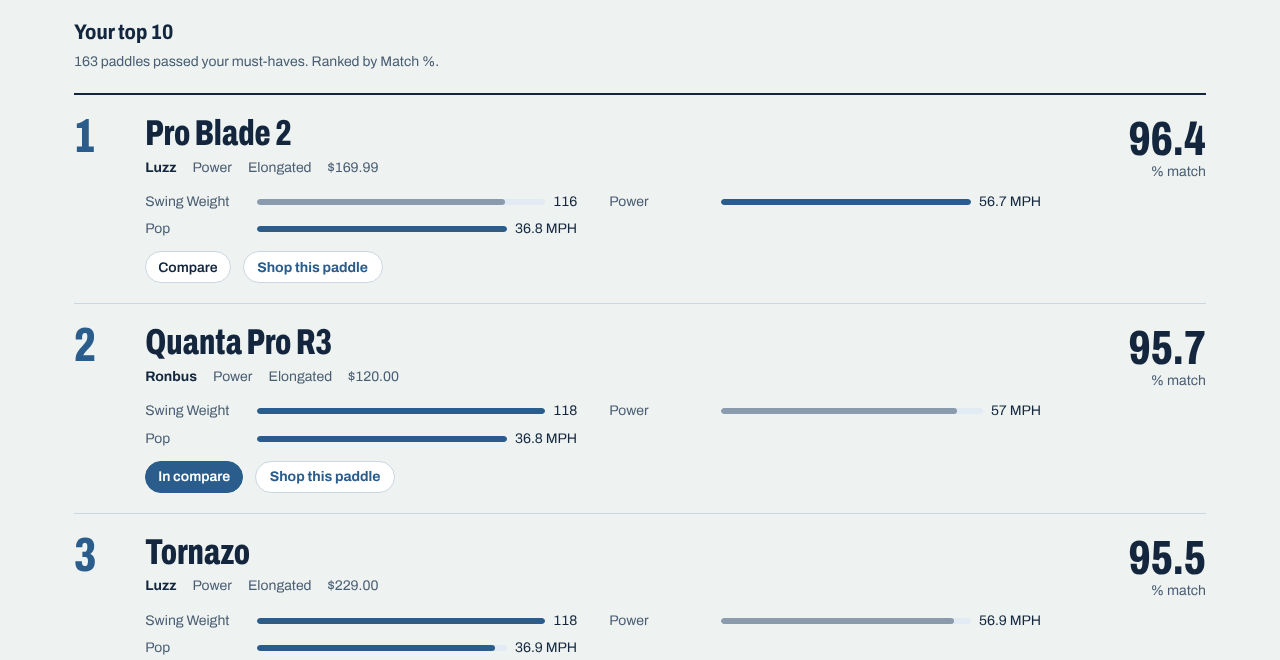 Your top 10
163 paddles passed your must-haves. Ranked by Match %.
1
Pro Blade 2
96.4
% match
Luzz Power Elongated $169.99
Swing Weight 116 Power 56.7 MPH
Pop 36.8 MPH
Compare Shop this paddle
2
Quanta Pro R3
95.7
% match
Ronbus Power Elongated $120.00
Swing Weight 118 Power 57 MPH
Pop 36.8 MPH
In compare Shop this paddle
3
Tornazo
95.5
% match
Luzz Power Elongated $229.00
Swing Weight 118 Power 56.9 MPH
Pop 36.9 MPH